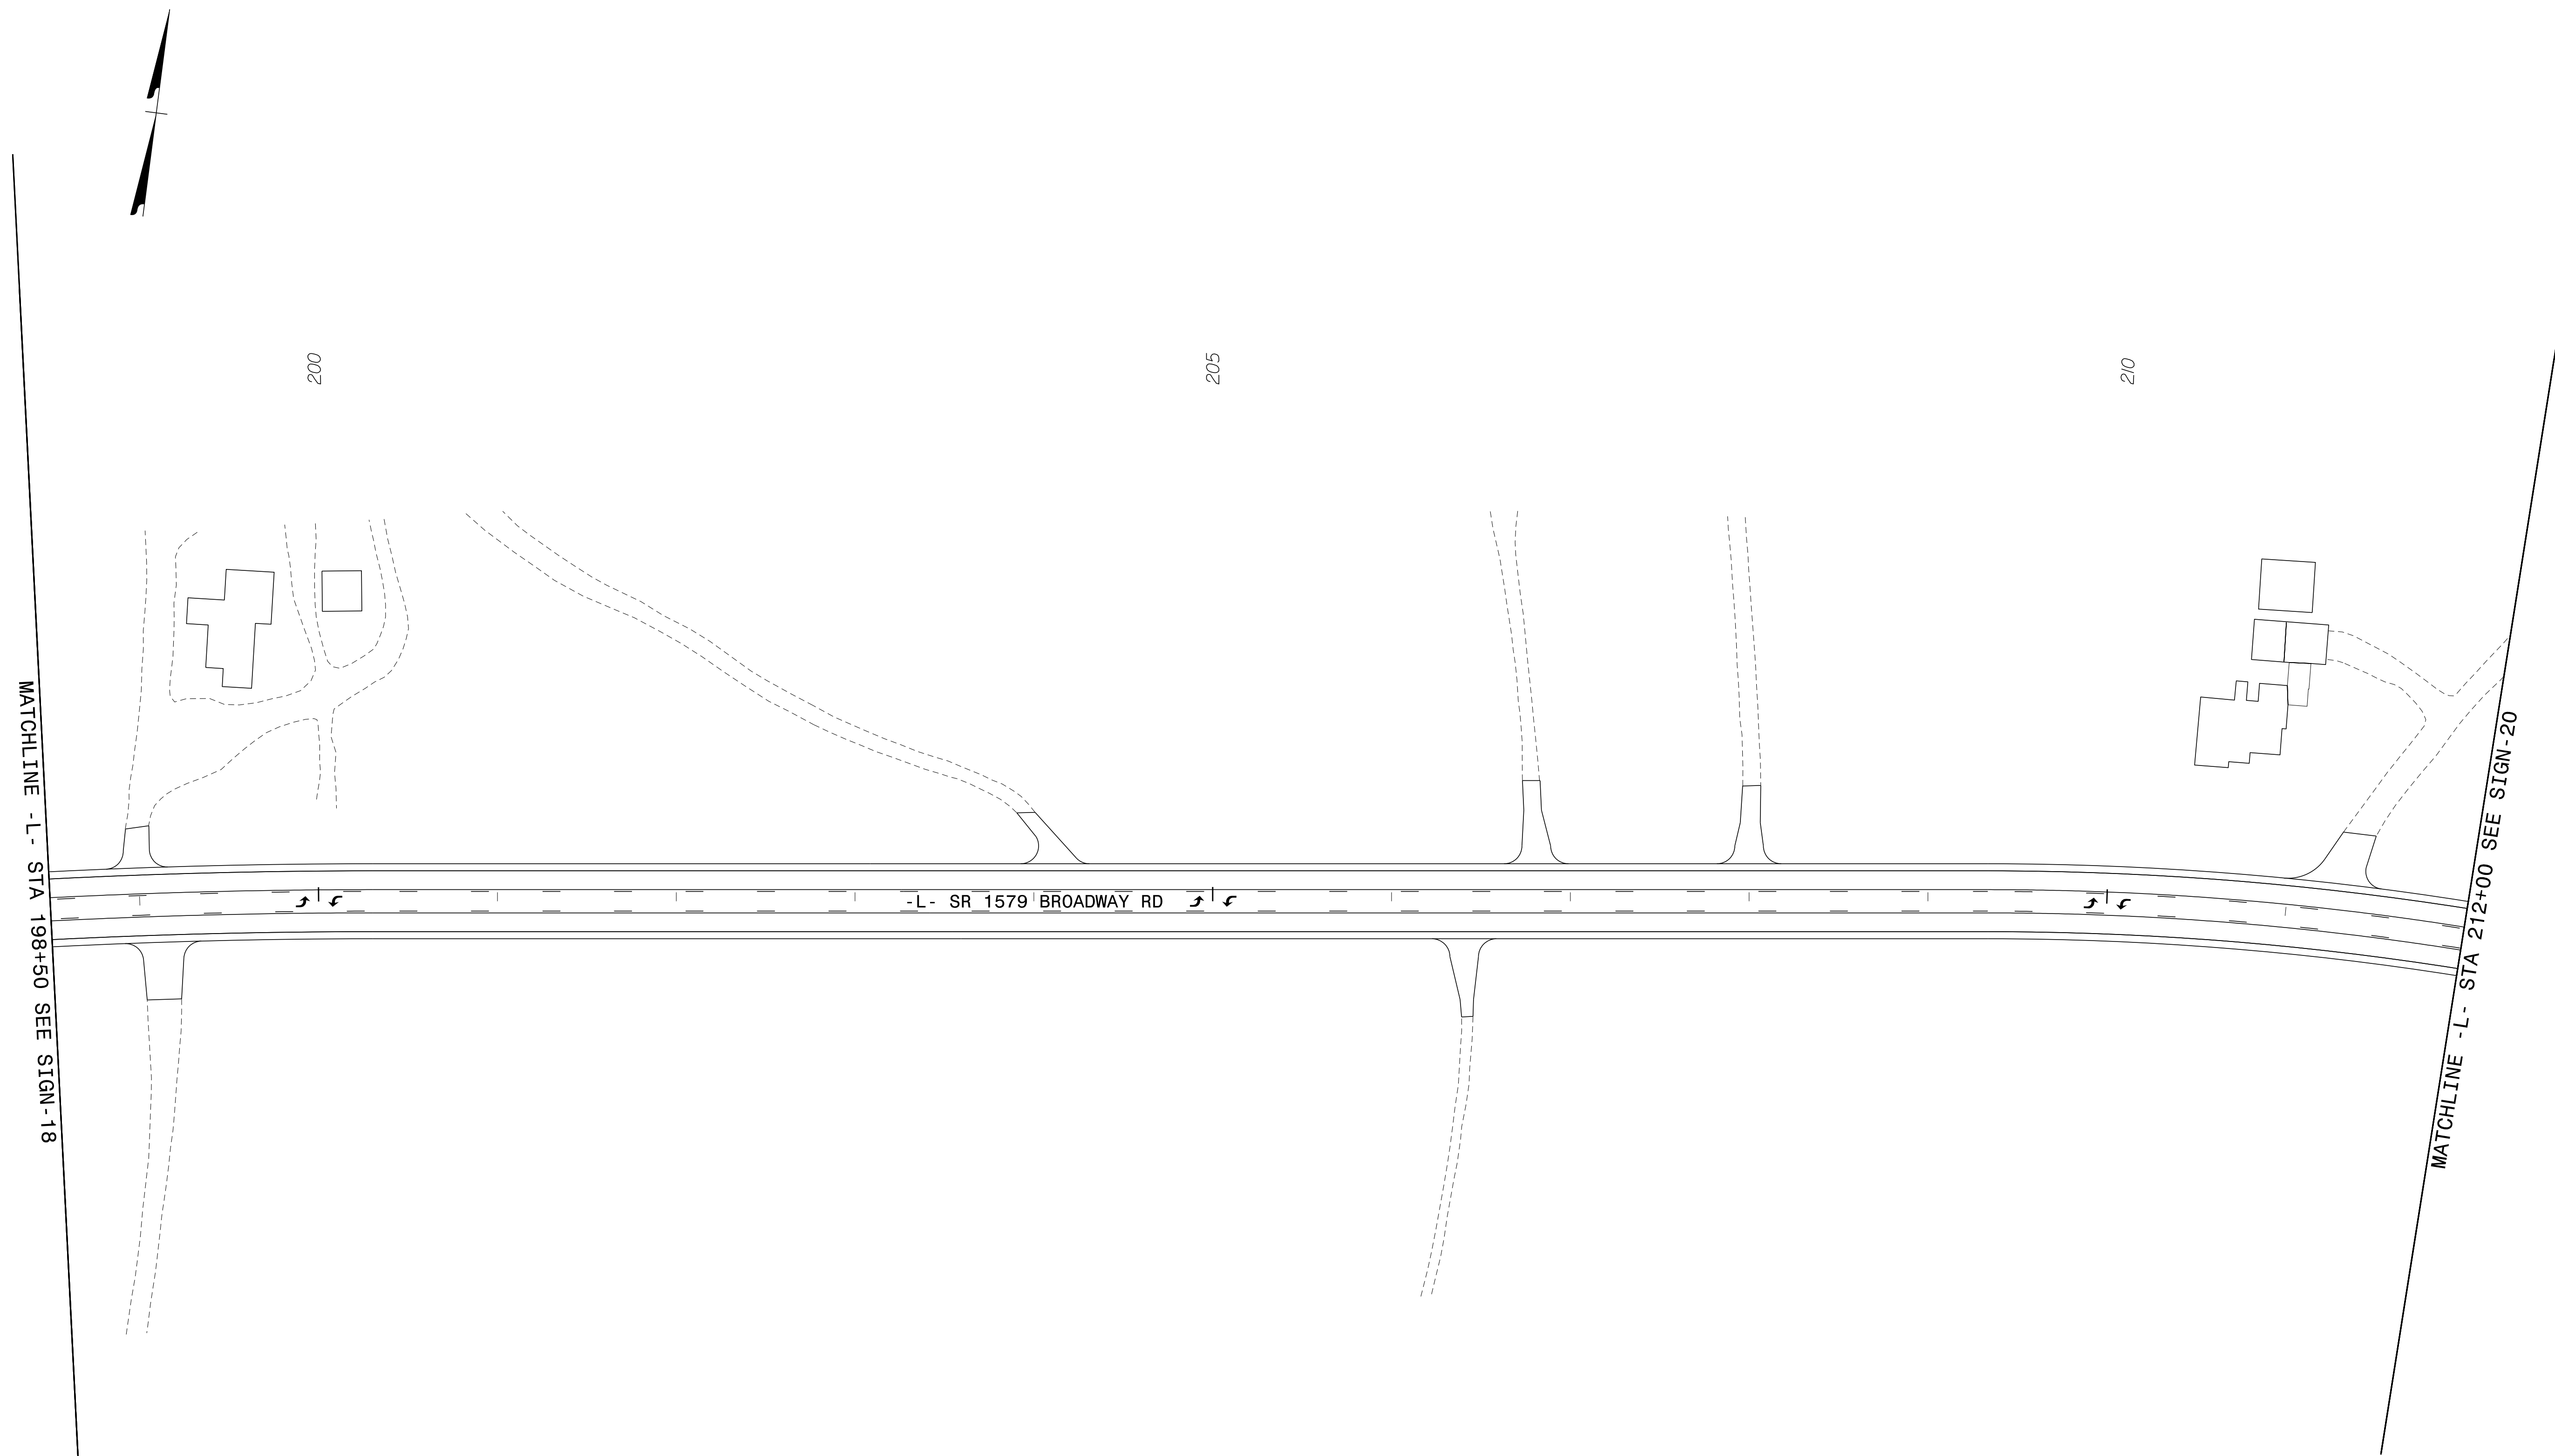 200
205
210
MATCHLINE -L- STA 198+50 SEE SIGN-18
-L- SR 1579 BROADWAY RD
MATCHLINE -L- STA 212+00 SEE SIGN-20